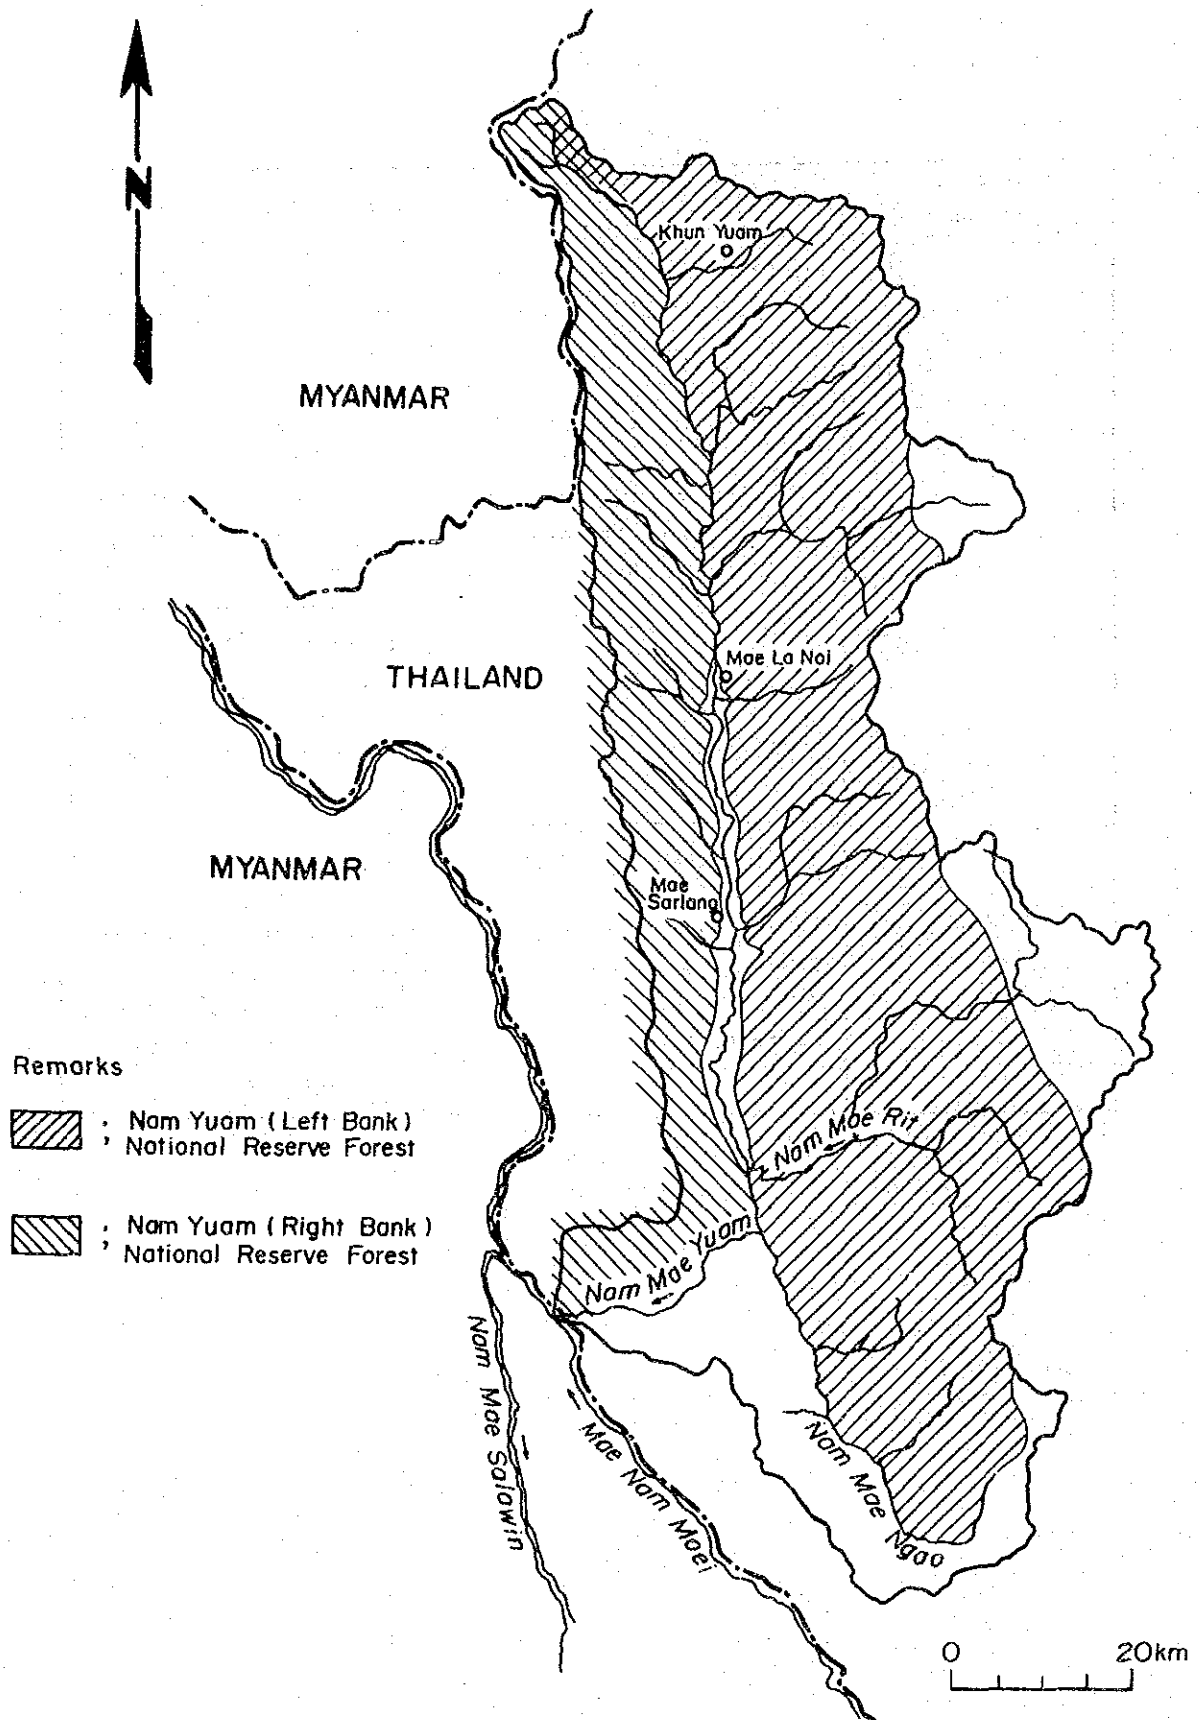 N
Khun Yuam
MYANMAR
Mae La Noi
THAILAND
MYANMAR
Mae
Sarlang
Remarks
; Nam Yuam (Left Bank)
National Reserve Forest
Nam Mae Rit
; Nam Yuam (Right Bank)
National Reserve Forest
Nam Mae Yuam
Nam Mae Salawin
Mae Nam Maei
Nam Mae Ngao
0 20km